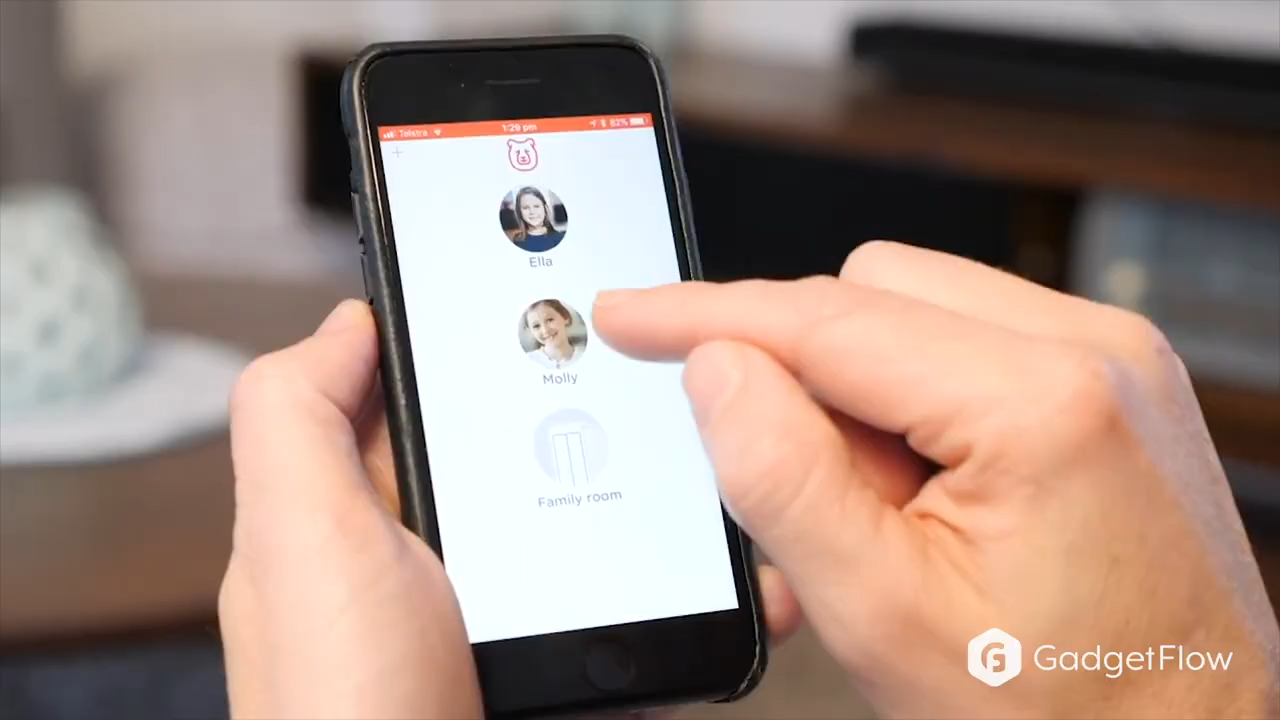 Telstra 1:29 pm 82%
+
Ella
Molly
Family room
GadgetFlow